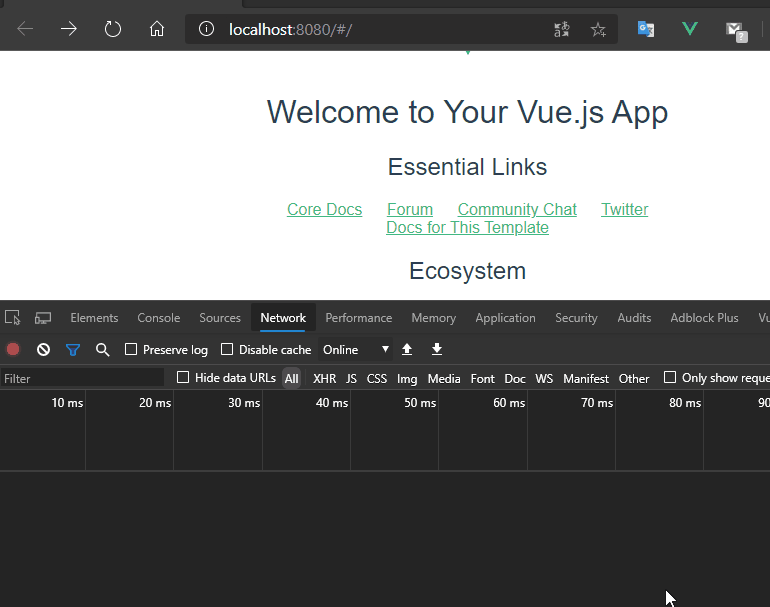 localhost:8080/#/
Welcome to Your Vue.js App
Essential Links
Core Docs Forum Community Chat Twitter
Docs for This Template
Ecosystem
Elements Console Sources Network Performance Memory Application Security Audits Adblock Plus
Preserve log Disable cache Online
Filter Hide data URLs All XHR JS CSS Img Media Font Doc WS Manifest Other Only show
10 ms 20 ms 30 ms 40 ms 50 ms 60 ms 70 ms 80 ms